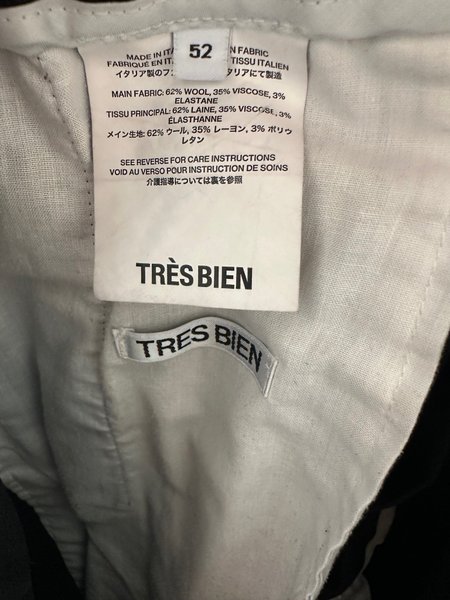 52
MADE IN FABRIC
FABRIQUÉ EN TISSU ITALIEN
イタリア製のフ タリアにて製造
MAIN FABRIC: 62% WOOL, 35% VISCOSE, 3%
ELASTANE
TISSU PRINCIPAL: 62% LAINE, 35% VISCOSE, 3%
ÉLASTHANNE
メイン生地: 62% ウール, 35% レーヨン, 3% ポリウ
レタン
SEE REVERSE FOR CARE INSTRUCTIONS
VOID AU VERSO POUR INSTRUCTION DE SOINS
介護指導については裏を参照
TRÈS BIEN
TRES BIEN